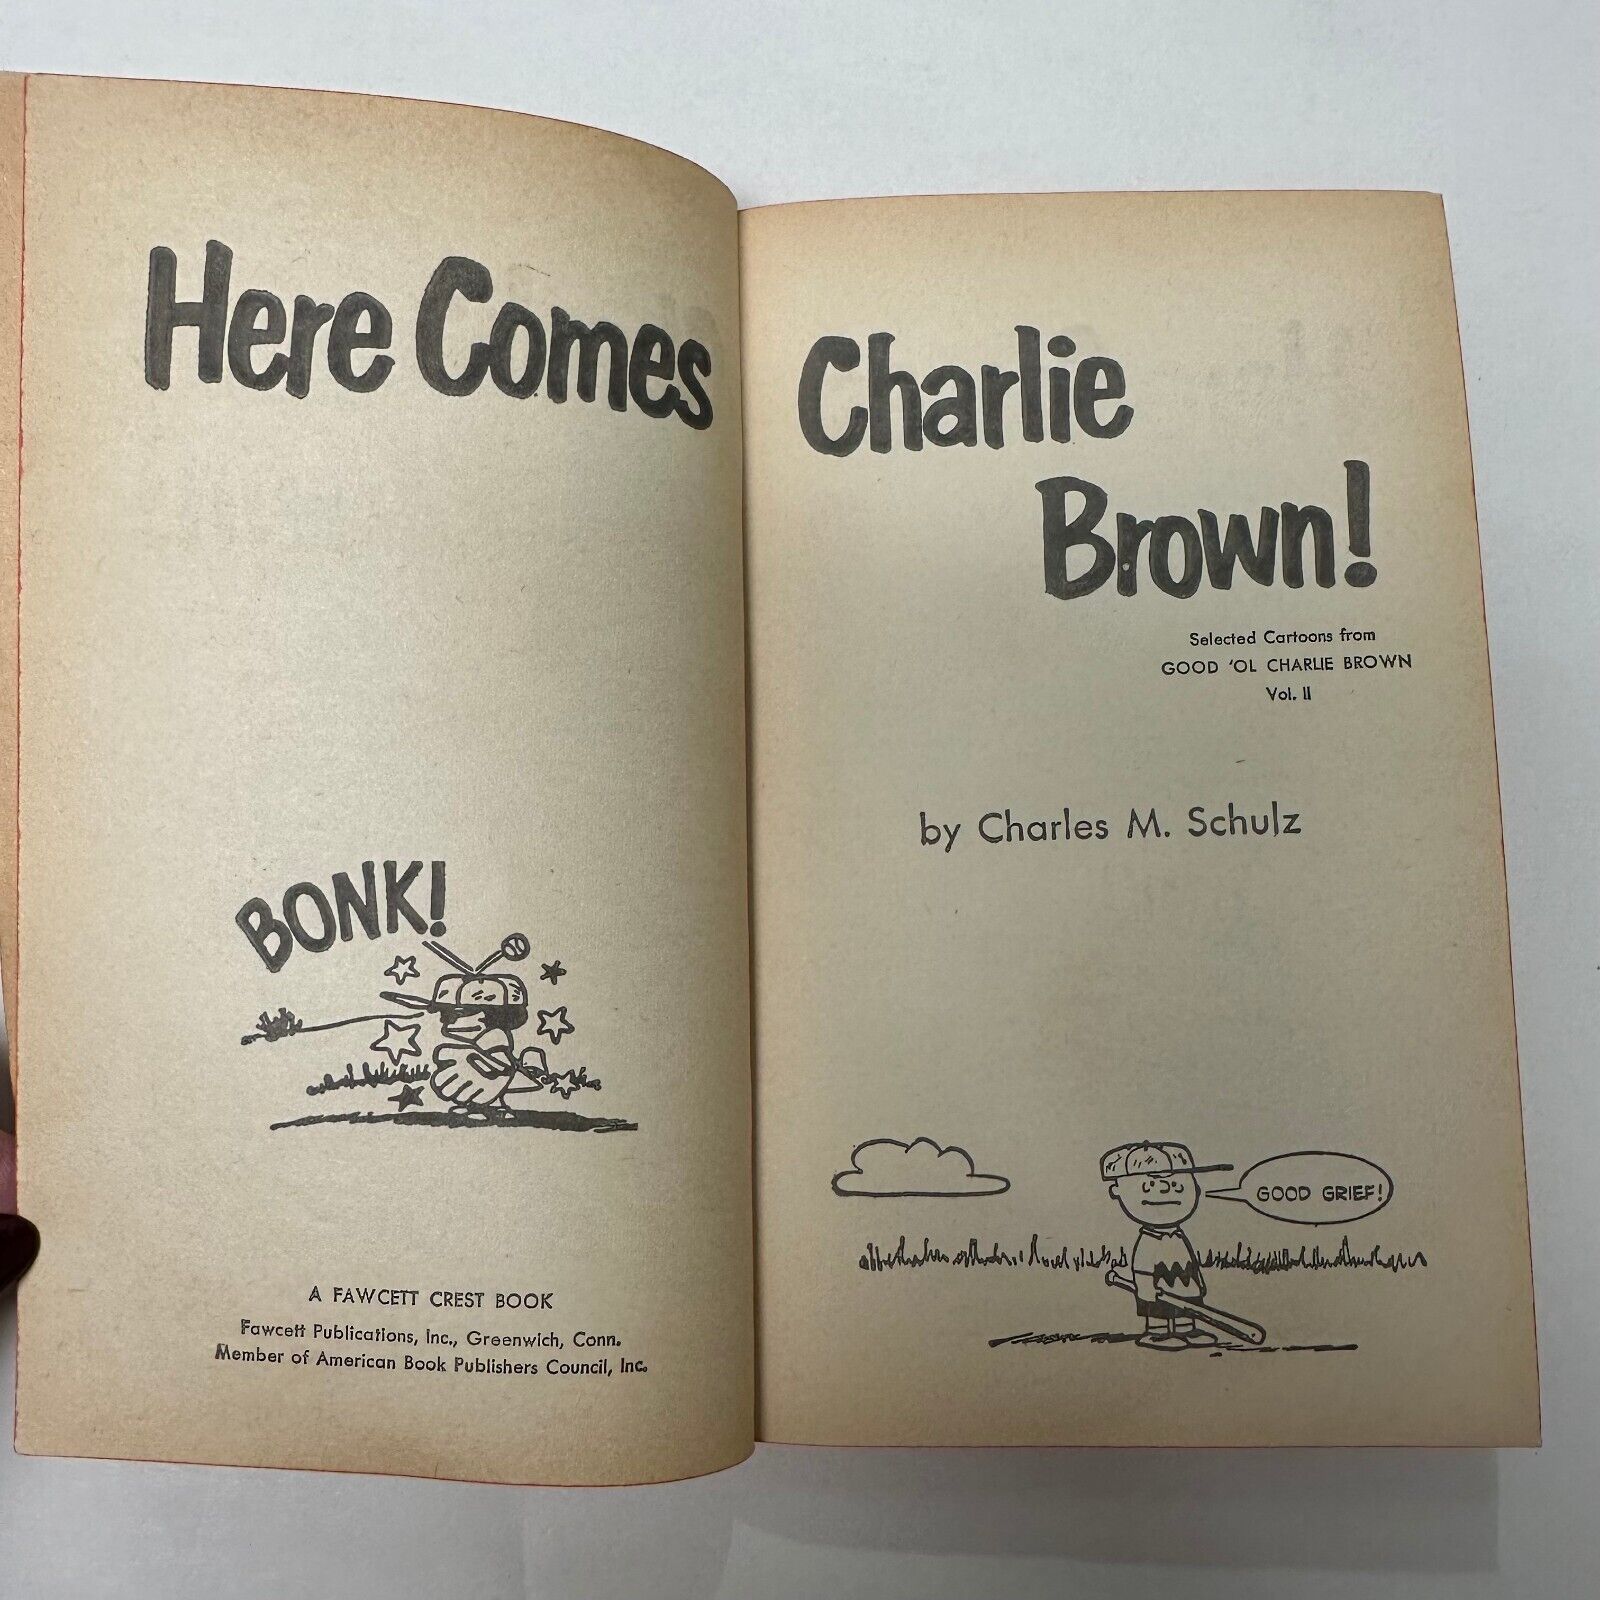 Here Comes
BONK!
A FAWCETT CREST BOOK
Fawcett Publications, Inc., Greenwich, Conn.
Member of American Book Publishers Council, Inc.
Charlie
Brown!
Selected Cartoons from
GOOD 'OL CHARLIE BROWN
Vol. II
by Charles M. Schulz
GOOD GRIEF!